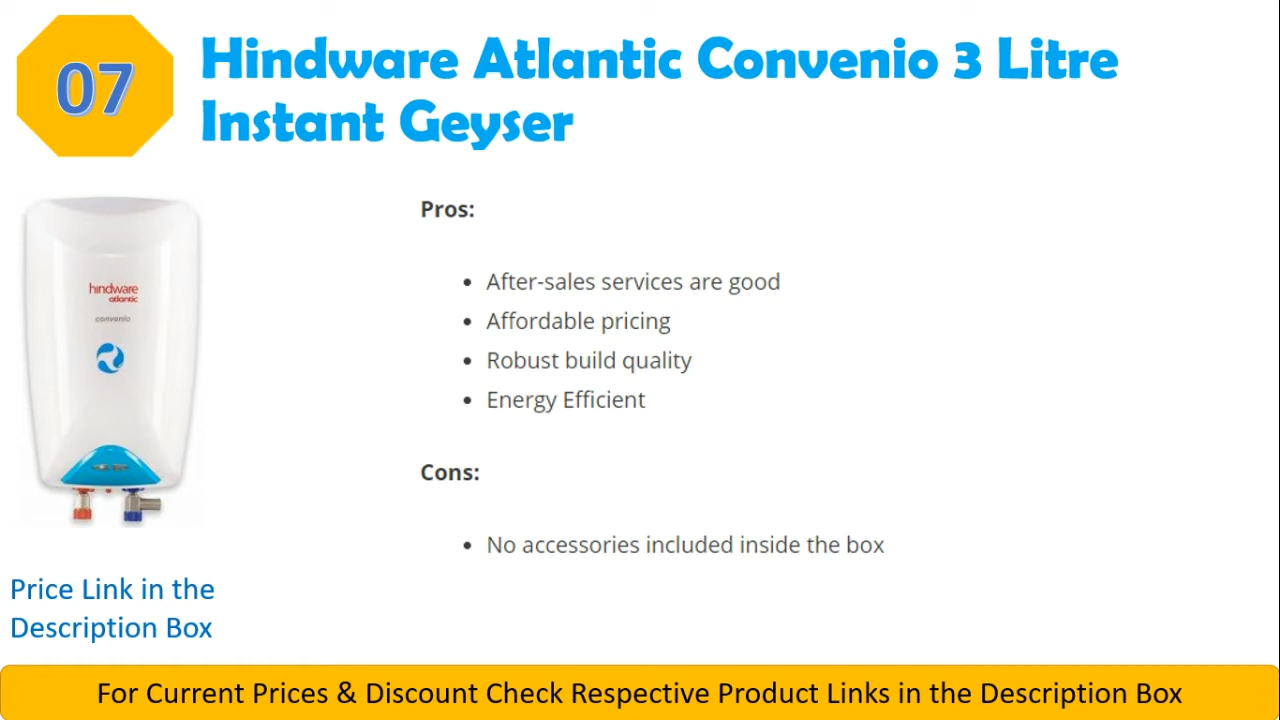 07
Hindware Atlantic Convenio 3 Litre
Instant Geyser
Pros:
After-sales services are good
Affordable pricing
Robust build quality
Energy Efficient
Cons:
No accessories included inside the box
hindware
atlantic
convenio
Price Link in the
Description Box
For Current Prices & Discount Check Respective Product Links in the Description Box